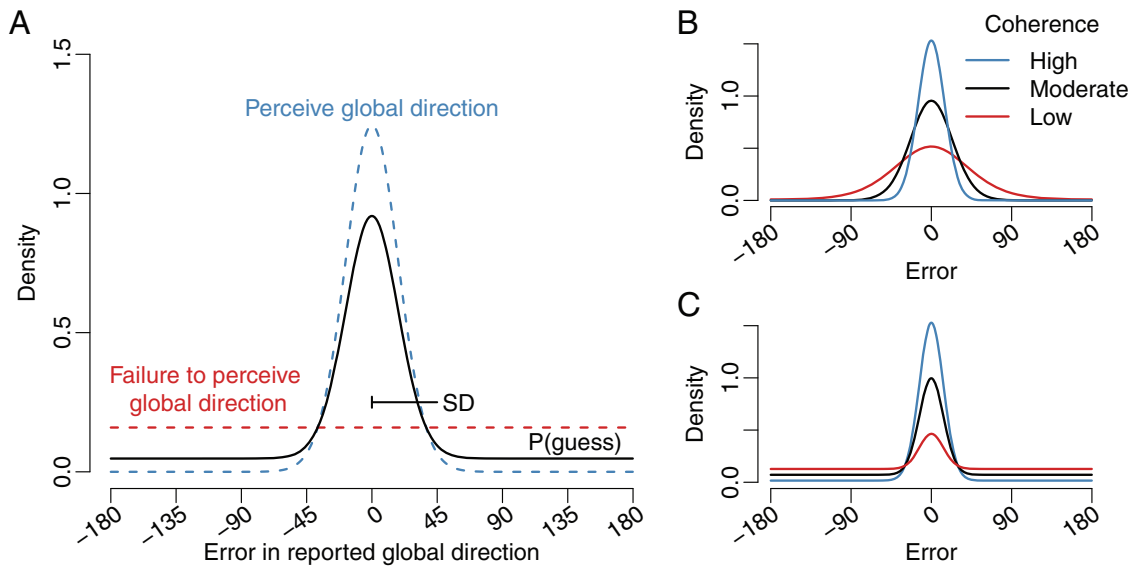 A
1.5
1.0
0.5
0.0
Density
Perceive global direction
Failure to perceive
global direction
SD
P(guess)
−180
−135
−90
−45
0
45
90
135
180
Error in reported global direction
B
Coherence
High
Moderate
Low
1.0
0.0
Density
−180
−90
0
90
180
Error
C
1.0
0.0
Density
−180
−90
0
90
180
Error